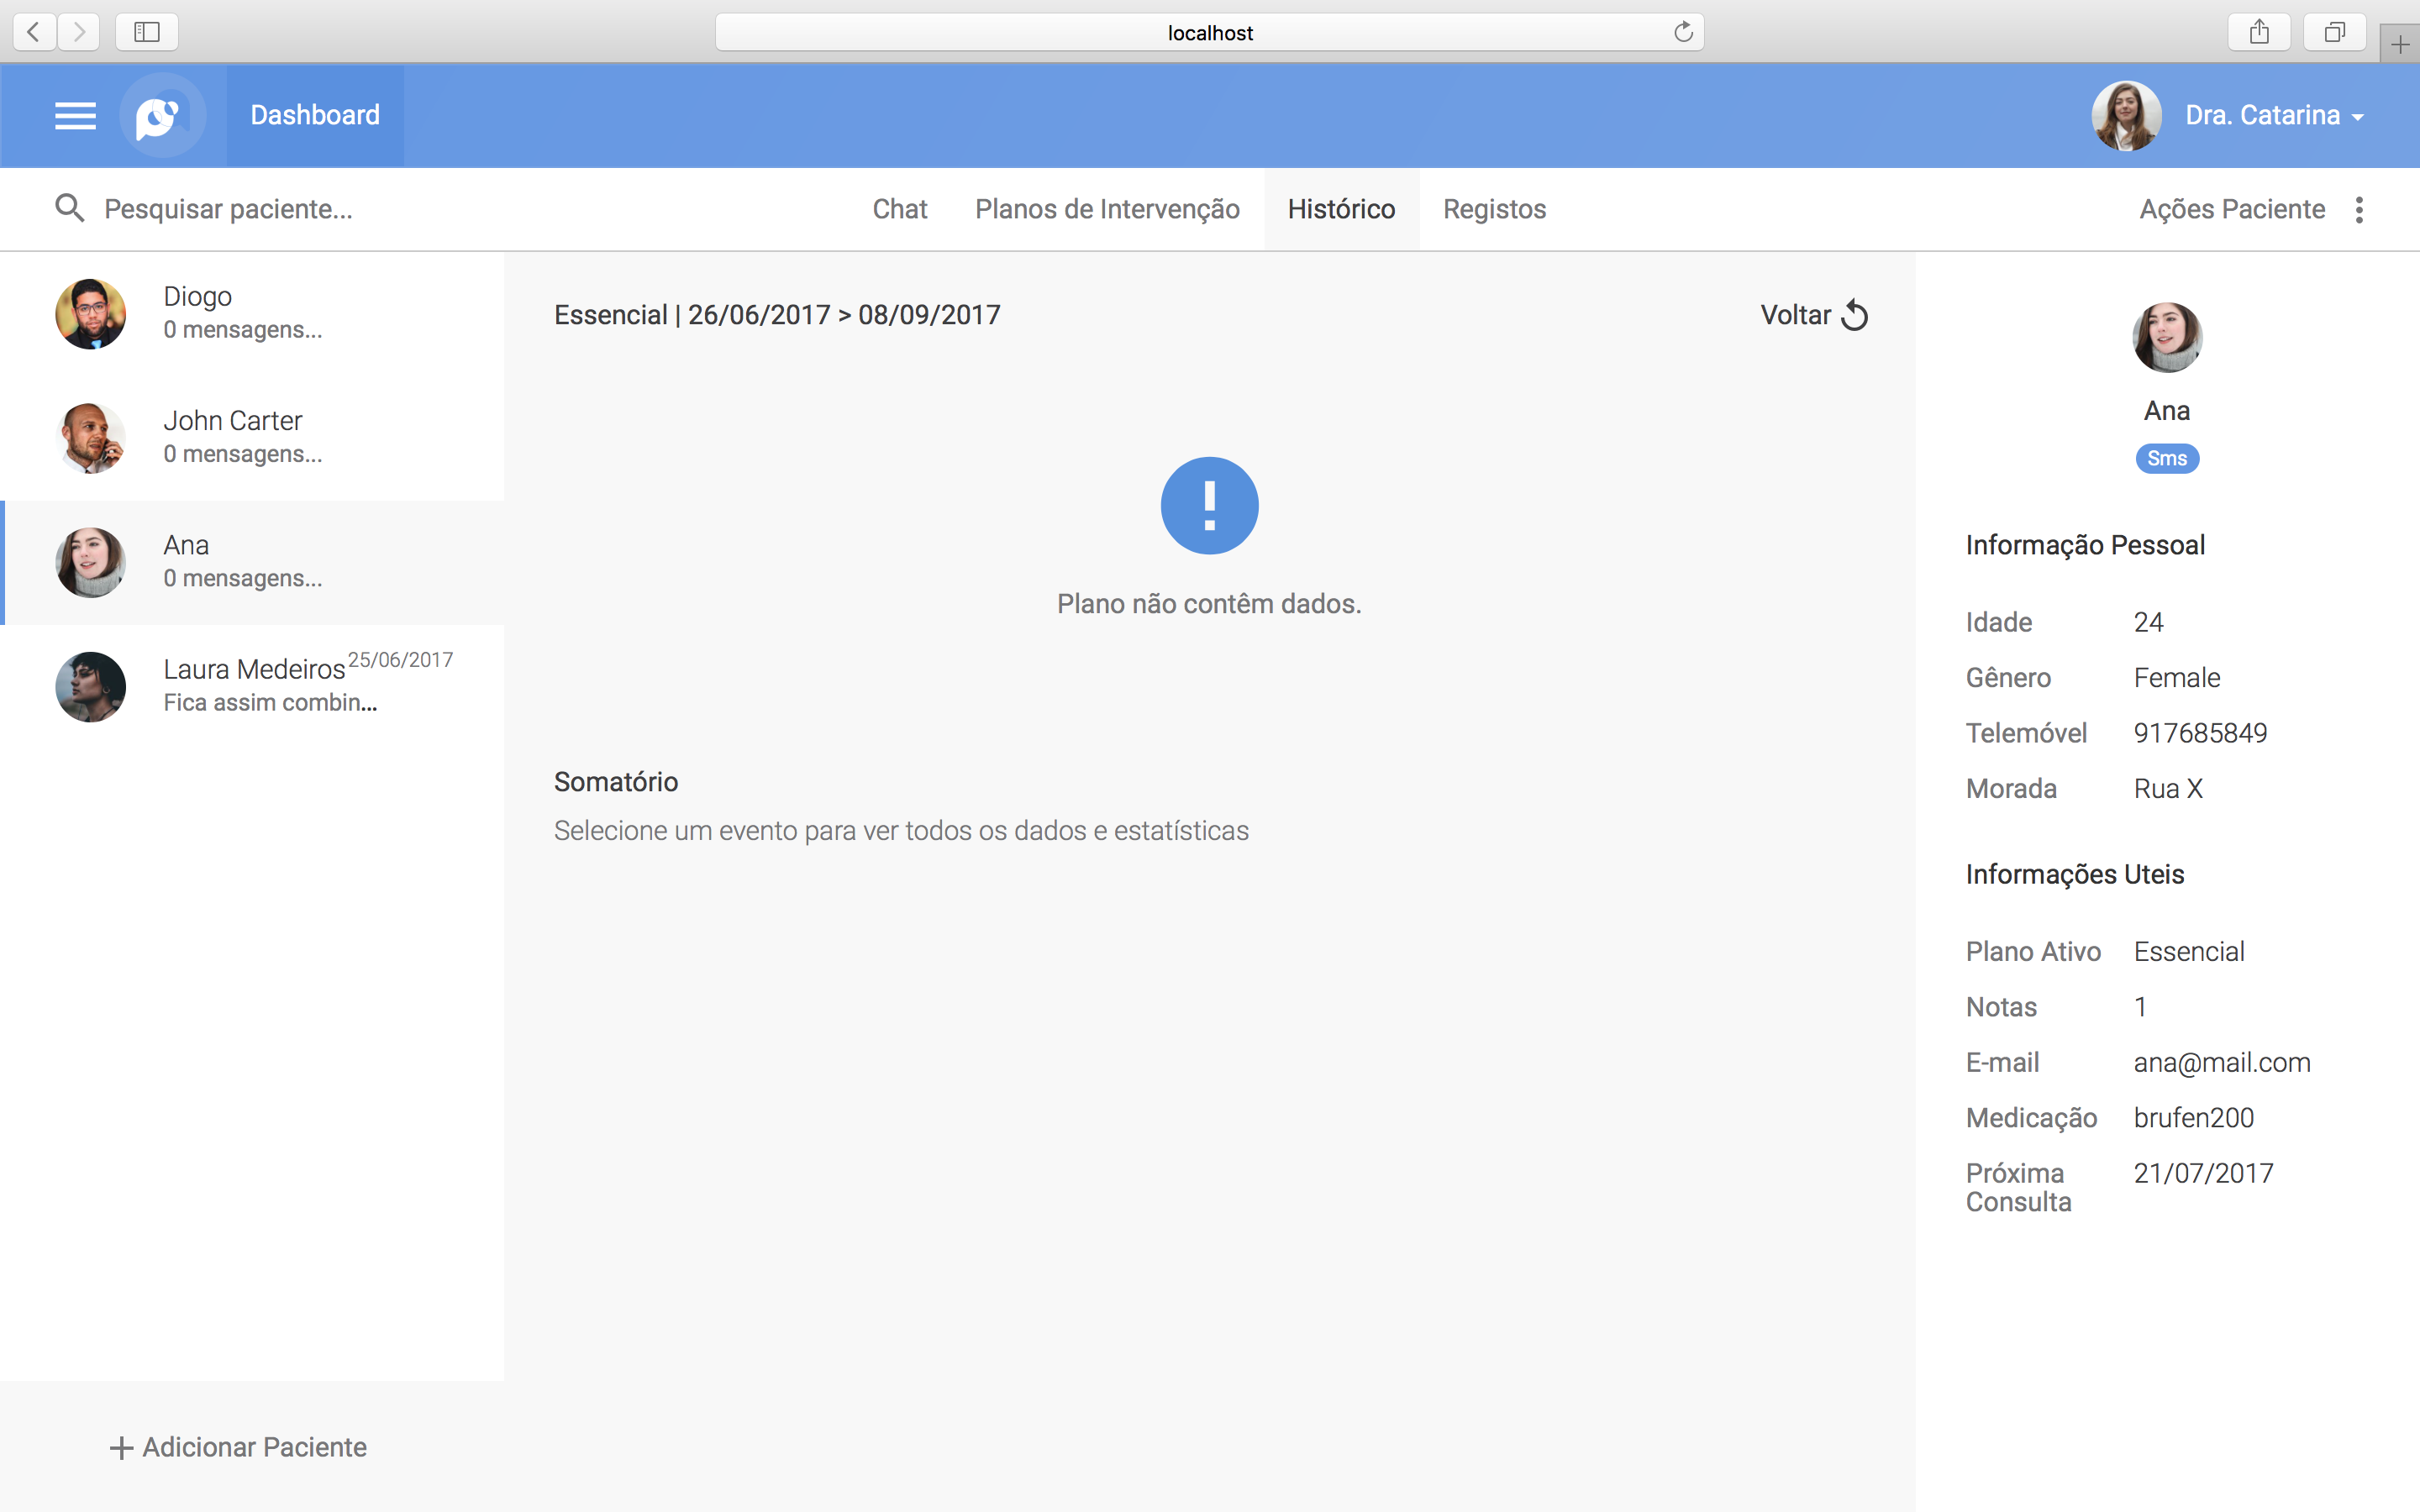 localhost
Dashboard
Dra. Catarina
Pesquisar paciente...
Chat
Planos de Intervenção
Histórico
Registos
Ações Paciente
Diogo
0 mensagens...
John Carter
0 mensagens...
Ana
0 mensagens...
Laura Medeiros 25/06/2017
Fica assim combin...
Adicionar Paciente
Essencial | 26/06/2017 > 08/09/2017
Voltar
!
Plano não contêm dados.
Somatório
Selecione um evento para ver todos os dados e estatísticas
Ana
Sms
Informação Pessoal
Idade 24
Gênero Female
Telemóvel 917685849
Morada Rua X
Informações Uteis
Plano Ativo Essencial
Notas 1
E-mail ana@mail.com
Medicação brufen200
Próxima 21/07/2017
Consulta